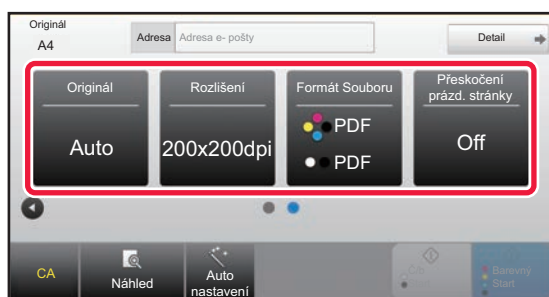 Originál
A4
Adresa
Adresa e- pošty
Detail
Originál
Auto
Rozlišení
200x200dpi
Formát Souboru
PDF
PDF
Přeskočení
prázd. stránky
Off
CA
Náhled
Auto
nastavení
Barevný
Start